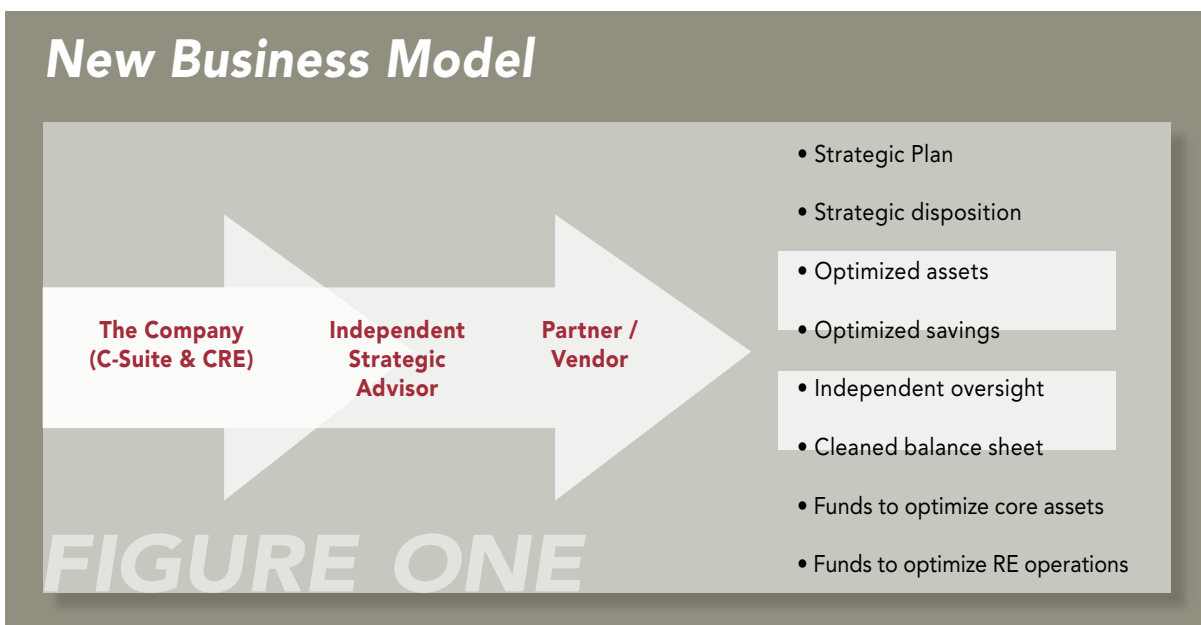 New Business Model
The Company
(C-Suite & CRE)
Independent
Strategic
Advisor
Partner /
Vendor
• Strategic Plan
• Strategic disposition
• Optimized assets
• Optimized savings
• Independent oversight
• Cleaned balance sheet
• Funds to optimize core assets
• Funds to optimize RE operations
FIGURE ONE